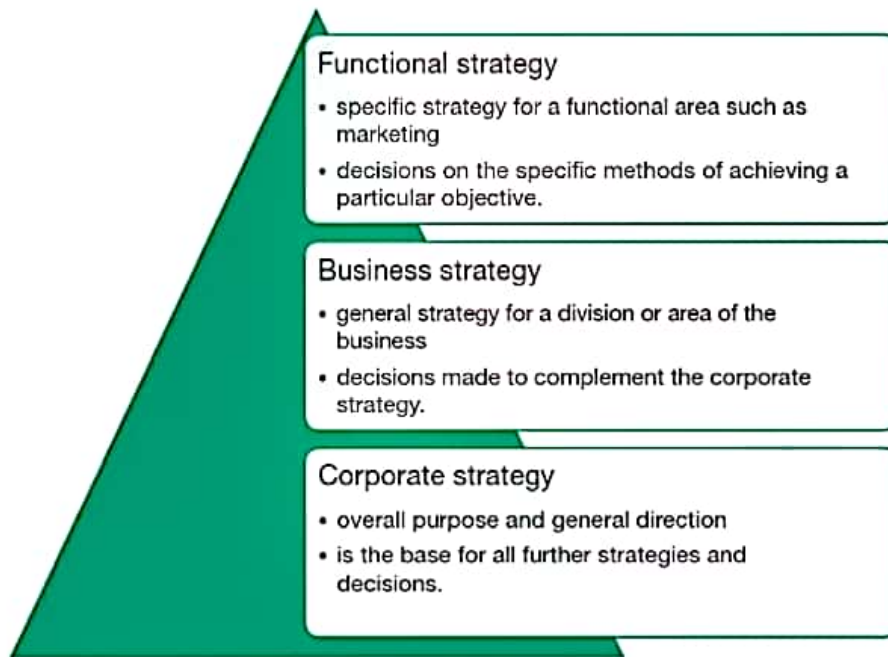 Functional strategy
• specific strategy for a functional area such as
marketing
• decisions on the specific methods of achieving a
particular objective.
Business strategy
• general strategy for a division or area of the
business
• decisions made to complement the corporate
strategy.
Corporate strategy
• overall purpose and general direction
• is the base for all further strategies and
decisions.